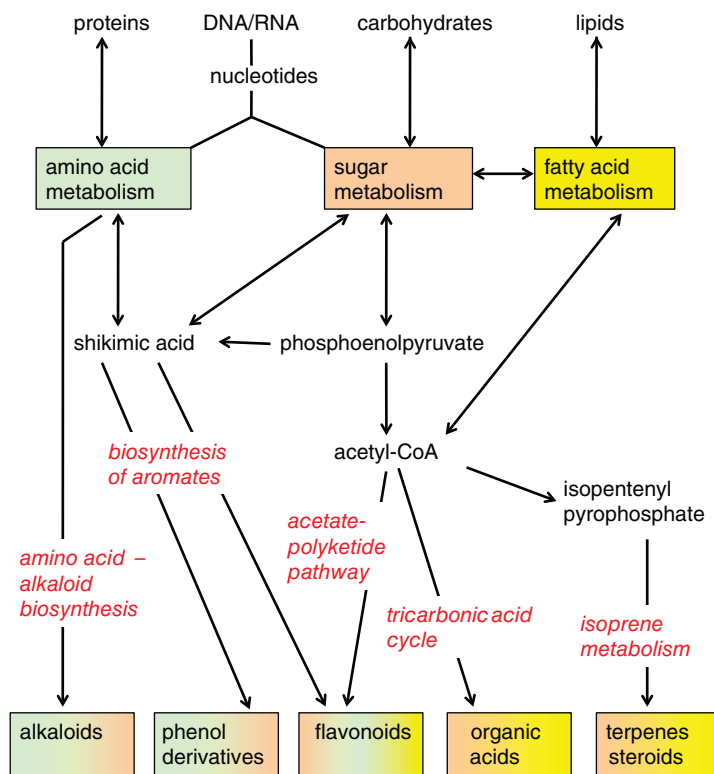 proteins
DNA/RNA
carbohydrates
lipids
nucleotides
amino acid
metabolism
sugar
metabolism
fatty acid
metabolism
shikimic acid
phosphoenolpyruvate
biosynthesis
of aromates
acetyl-CoA
isopentenyl
pyrophosphate
acetate-
polyketide
pathway
amino acid –
alkaloid
biosynthesis
tricarbonic acid
cycle
isoprene
metabolism
alkaloids
phenol
derivatives
flavonoids
organic
acids
terpenes
steroids